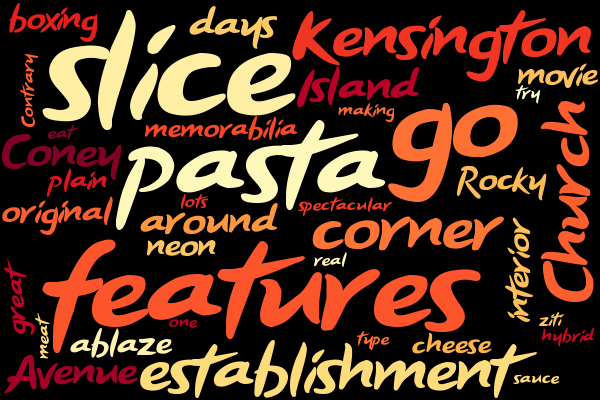 boxing
days
Kensington
slice
Contrary
Island
movie
try
making
memorabilia
go
eat
Coney
pasta
Church
plain
Rocky
lots
spectacular
original
around
corner
neon
interior
real
features
great
meat
one
ziti
hybrid
ablaze
type
cheese
Avenue
establishment
sauce